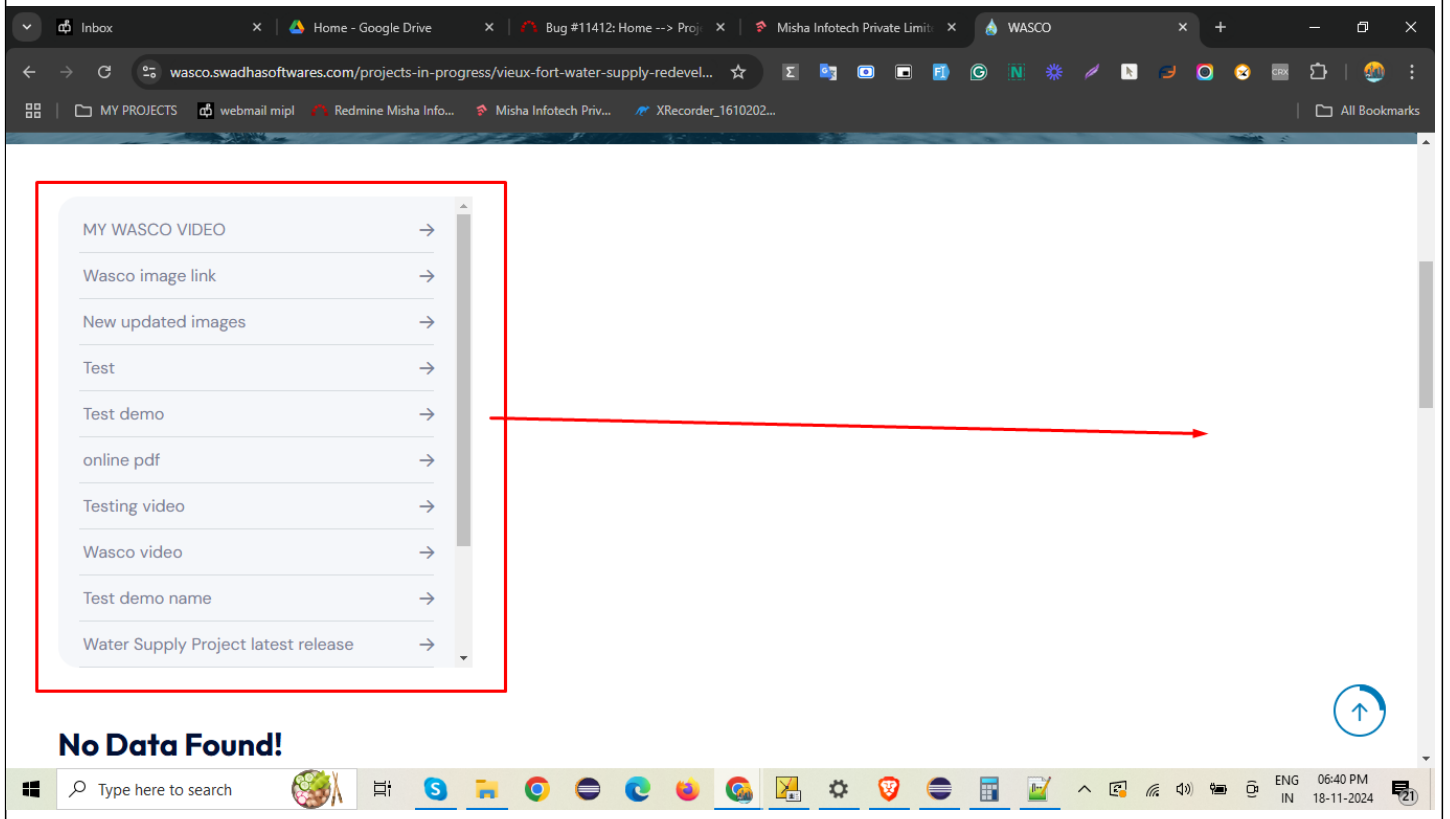 Inbox
Home - Google Drive
Bug #11412: Home --> Proj
Misha Infotech Private Limite
WASCO
wasco.swadhasoftwares.com/projects-in-progress/vieux-fort-water-supply-redevel...
MY PROJECTS
webmail mipl
Redmine Misha Info...
Misha Infotech Priv...
XRecorder_1610202...
All Bookmarks
MY WASCO VIDEO
Wasco image link
New updated images
Test
Test demo
online pdf
Testing video
Wasco video
Test demo name
Water Supply Project latest release
No Data Found!
Type here to search
ENG
IN
06:40 PM
18-11-2024
21